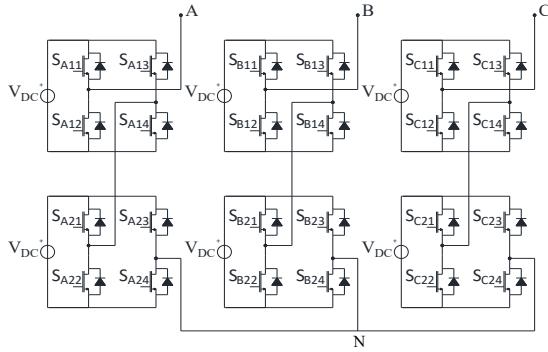 A B C
S_A11 S_A13 S_B11 S_B13 S_C11 S_C13
V_DC+ V_DC+ V_DC+
S_A12 S_A14 S_B12 S_B14 S_C12 S_C14
S_A21 S_A23 S_B21 S_B23 S_C21 S_C23
V_DC+ V_DC+ V_DC+
S_A22 S_A24 S_B22 S_B24 S_C22 S_C24
N